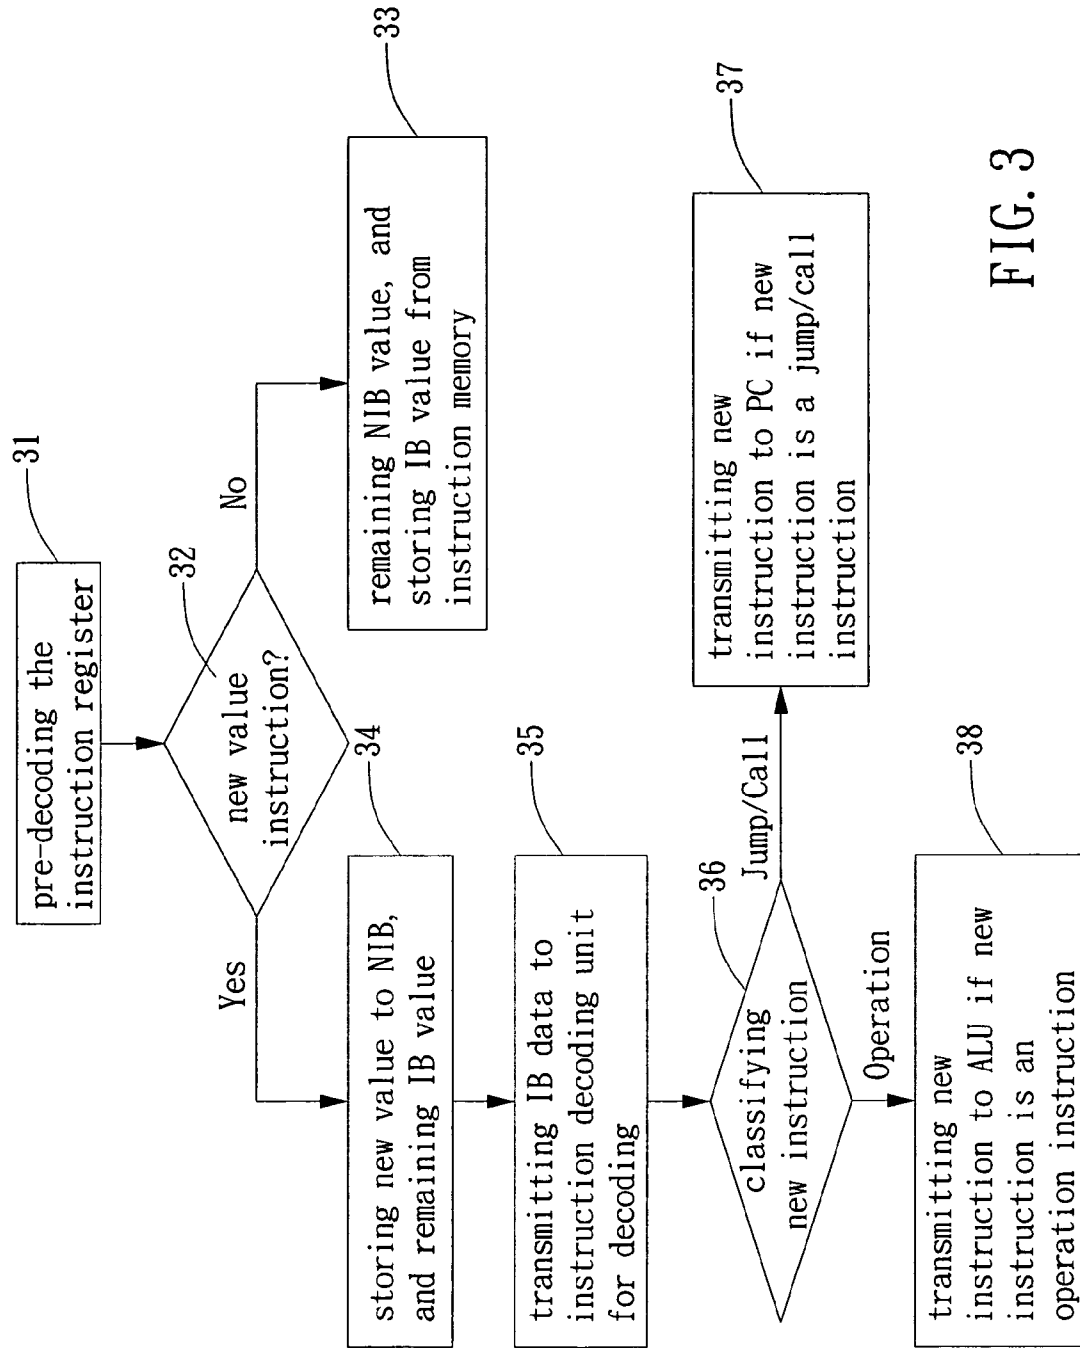 31
pre-decoding the
instruction register
32
new value
instruction?
Yes
No
33
remaining NIB value, and
storing IB value from
instruction memory
34
storing new value to NIB,
and remaining IB value
35
transmitting IB data to
instruction decoding unit
for decoding
36
classifying
new instruction
Jump/Call
37
transmitting new
instruction to PC if new
instruction is a jump/call
instruction
Operation
38
transmitting new
instruction to ALU if new
instruction is an
operation instruction
FIG. 3